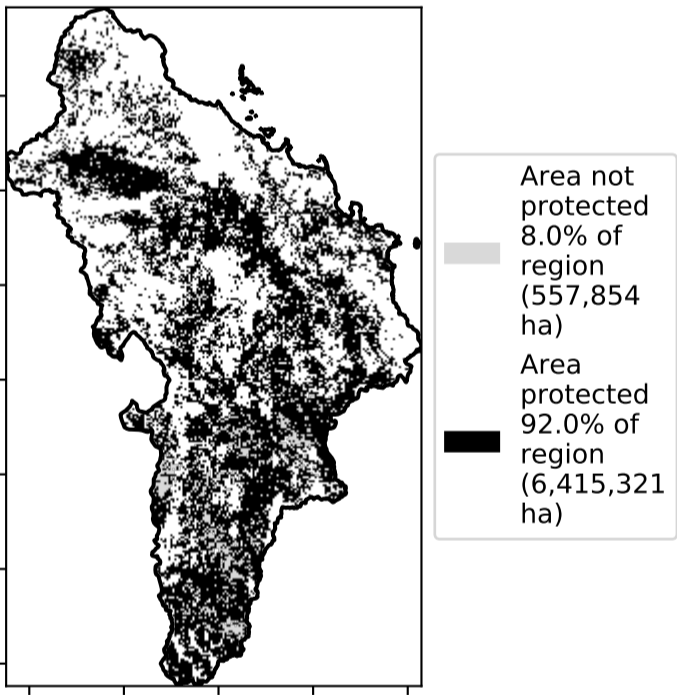 Area not
protected
8.0% of
region
(557,854
ha)
Area
protected
92.0% of
region
(6,415,321
ha)